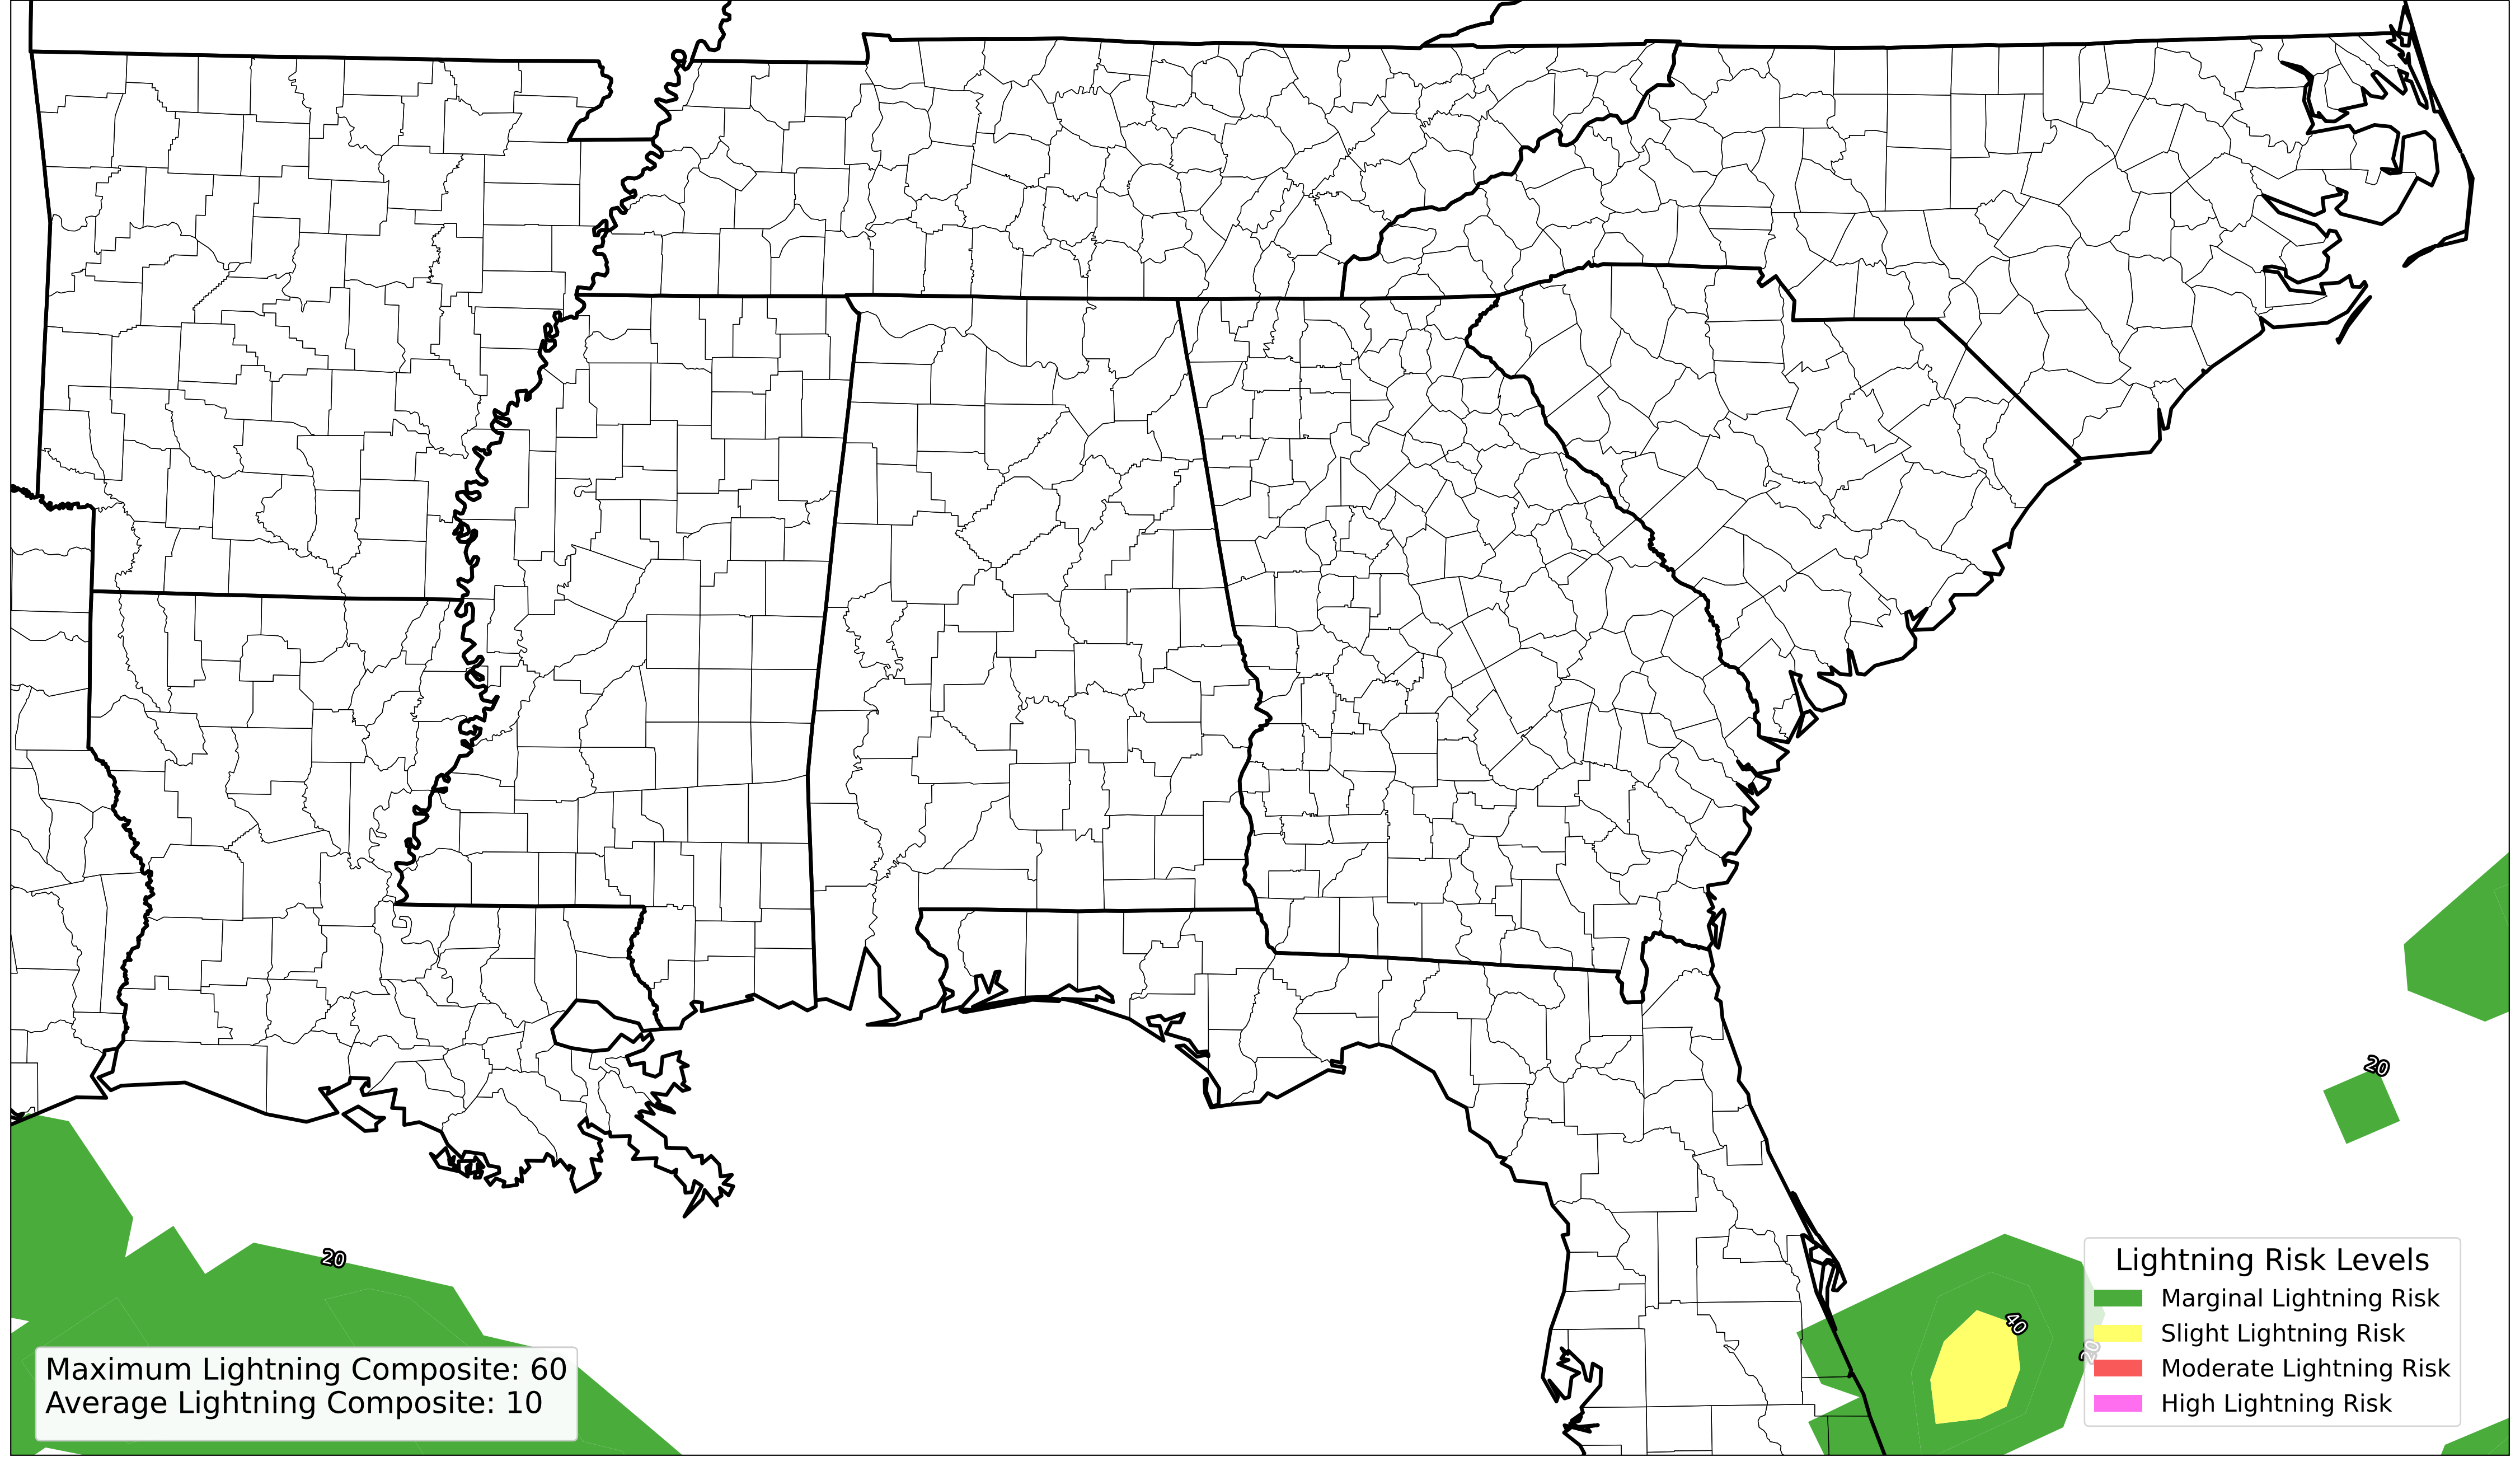 20
20
40
20
Lightning Risk Levels
Marginal Lightning Risk
Slight Lightning Risk
Moderate Lightning Risk
High Lightning Risk
Maximum Lightning Composite: 60
Average Lightning Composite: 10